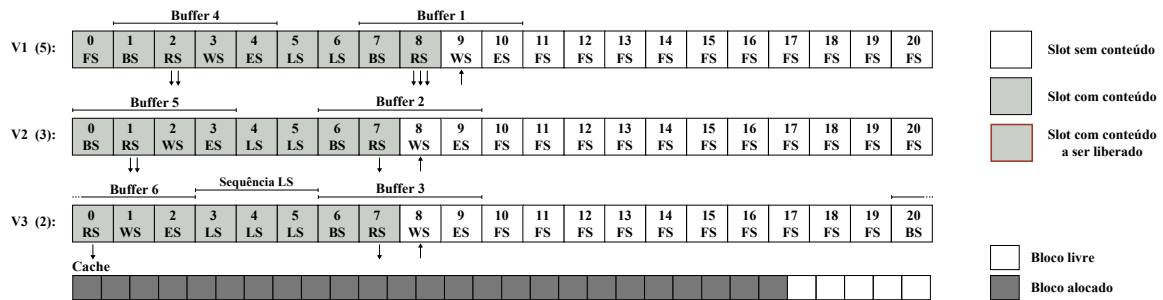 Buffer 4 Buffer 1
V1 (5): 0 1 2 3 4 5 6 7 8 9 10 11 12 13 14 15 16 17 18 19 20
FS BS RS WS ES LS LS BS RS WS ES FS FS FS FS FS FS FS FS FS FS
Buffer 5 Buffer 2
V2 (3): 0 1 2 3 4 5 6 7 8 9 10 11 12 13 14 15 16 17 18 19 20
BS RS WS ES LS LS BS RS WS ES FS FS FS FS FS FS FS FS FS FS FS
Buffer 6 Sequência LS Buffer 3
V3 (2): 0 1 2 3 4 5 6 7 8 9 10 11 12 13 14 15 16 17 18 19 20
RS WS ES LS LS LS BS RS WS ES FS FS FS FS FS FS FS FS FS FS BS
Cache
Slot sem conteúdo
Slot com conteúdo
Slot com conteúdo
a ser liberado
Bloco livre
Bloco alocado